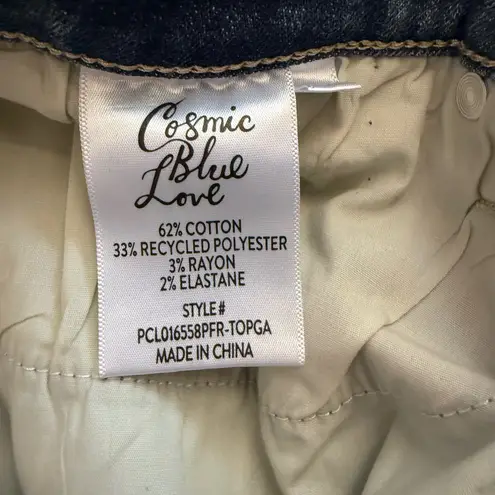 Cosmic
Blue
Love
62% COTTON
33% RECYCLED POLYESTER
3% RAYON
2% ELASTANE
STYLE#
PCL016558PFR-TOPGA
MADE IN CHINA